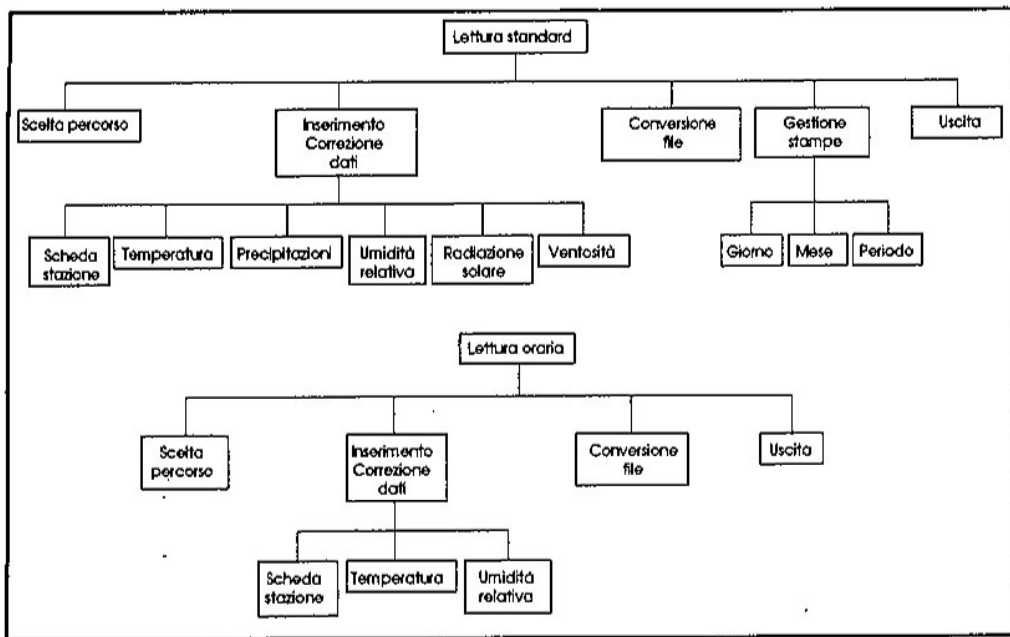 Lettura standard
Scelta percorso
Inserimento
Correzione
dati
Conversione
file
Gestione
stampe
Uscita
Scheda
stazione
Temperatura
Precipitazioni
Umidità
relativa
Radiazione
solare
Ventosità
Giorno
Mese
Periodo
Lettura oraria
Scelta
percorso
Inserimento
Correzione
dati
Conversione
file
Uscita
Scheda
stazione
Temperatura
Umidità
relativa